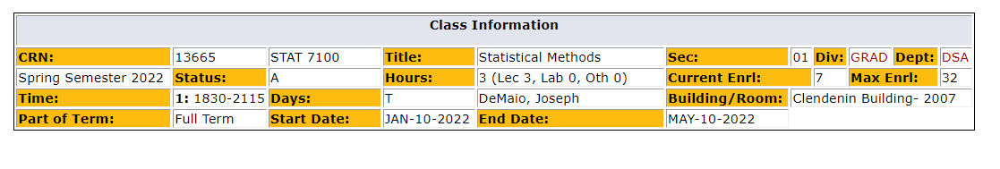 Class Information
CRN: 13665 STAT 7100 Title: Statistical Methods Sec: 01 Div: GRAD Dept: DSA
Spring Semester 2022 Status: A Hours: 3 (Lec 3, Lab 0, Oth 0) Current Enrl: 7 Max Enrl: 32
Time: 1: 1830-2115 Days: T DeMaio, Joseph Building/Room: Clendenin Building- 2007
Part of Term: Full Term Start Date: JAN-10-2022 End Date: MAY-10-2022